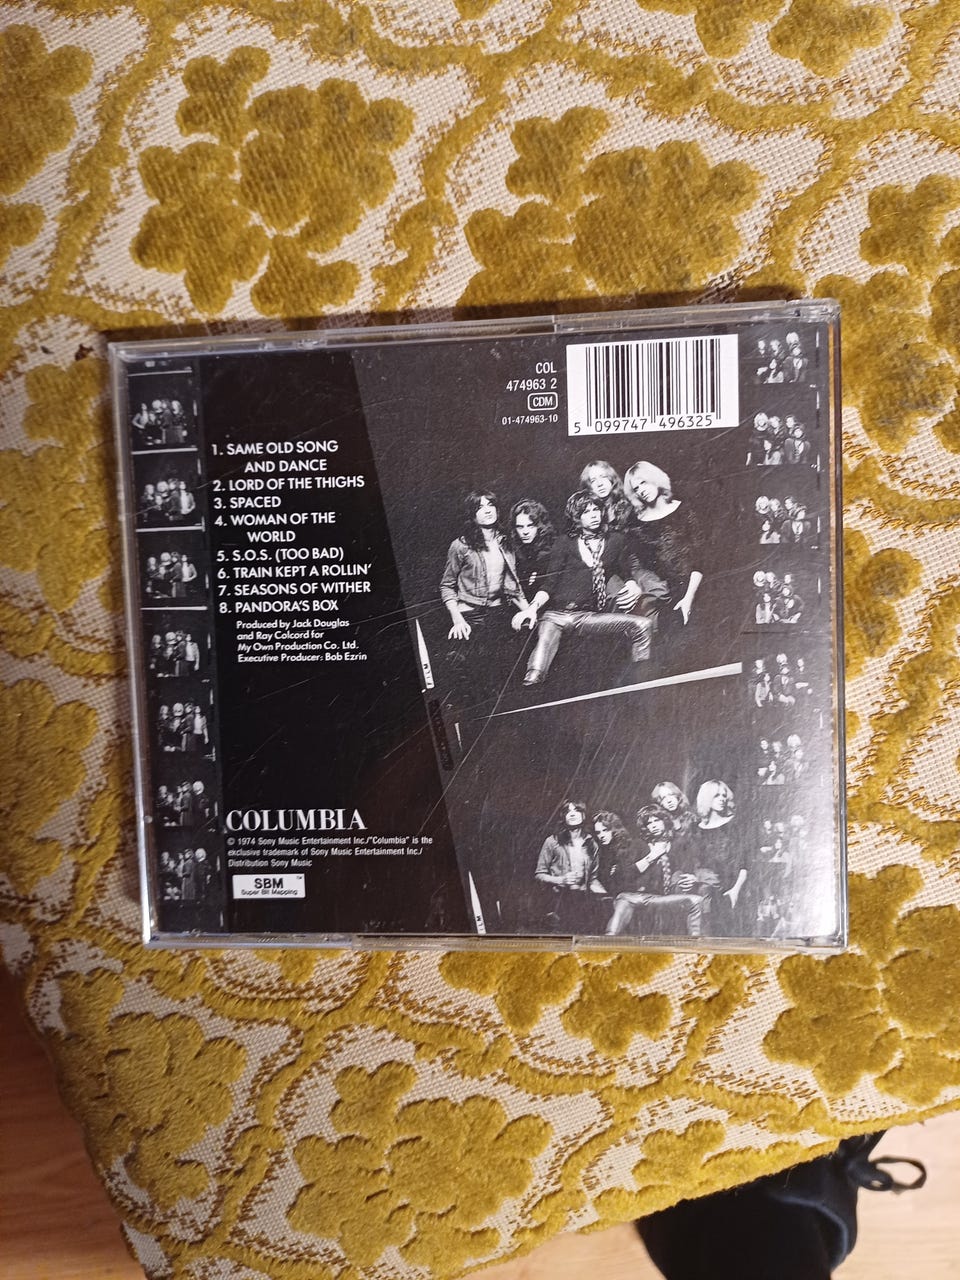 COL
474963 2
CDM
01-474963-10
5 099747 496325
1. SAME OLD SONG
AND DANCE
2. LORD OF THE THIGHS
3. SPACED
4. WOMAN OF THE
WORLD
5. S.O.S. (TOO BAD)
6. TRAIN KEPT A ROLLIN'
7. SEASONS OF WITHER
8. PANDORA'S BOX
Produced by Jack Douglas
and Ray Colcord for
My Own Production Co. Ltd.
Executive Producer: Bob Ezrin
COLUMBIA
© 1974 Sony Music Entertainment Inc./"Columbia" is the
exclusive trademark of Sony Music Entertainment Inc./
Distribution Sony Music
SBM™
Super Bit Mapping